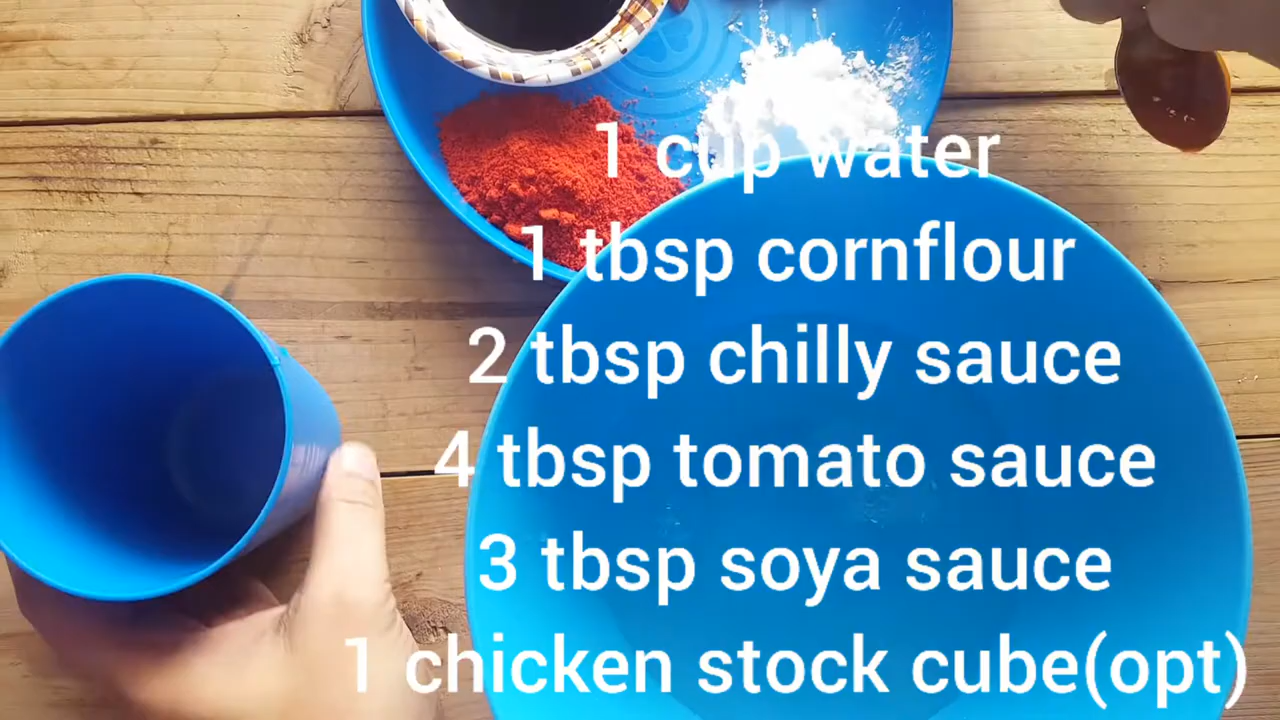 1 cup water
1 tbsp cornflour
2 tbsp chilly sauce
4 tbsp tomato sauce
3 tbsp soya sauce
1 chicken stock cube(opt)